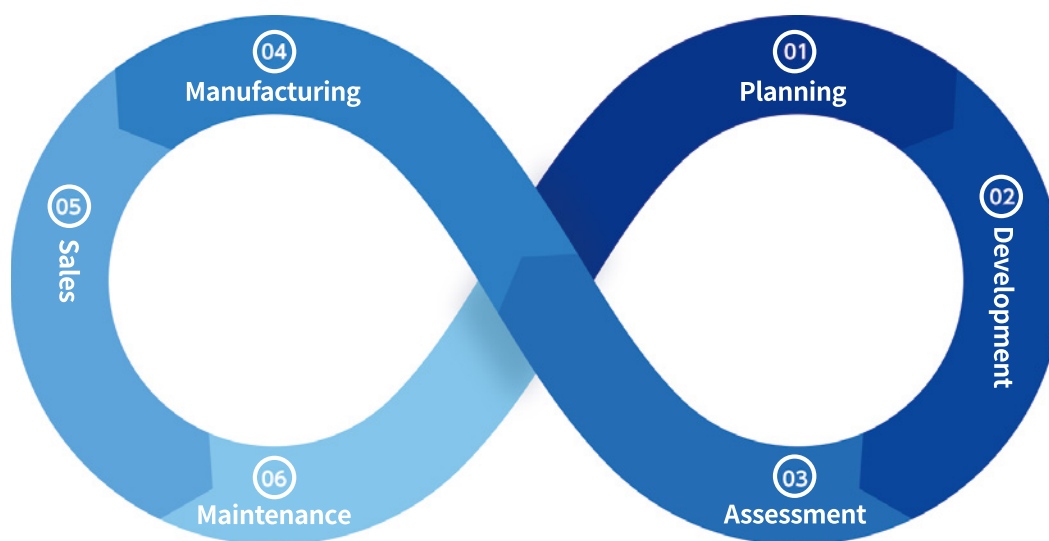 01
Planning
02
Development
03
Assessment
04
Manufacturing
05
Sales
06
Maintenance